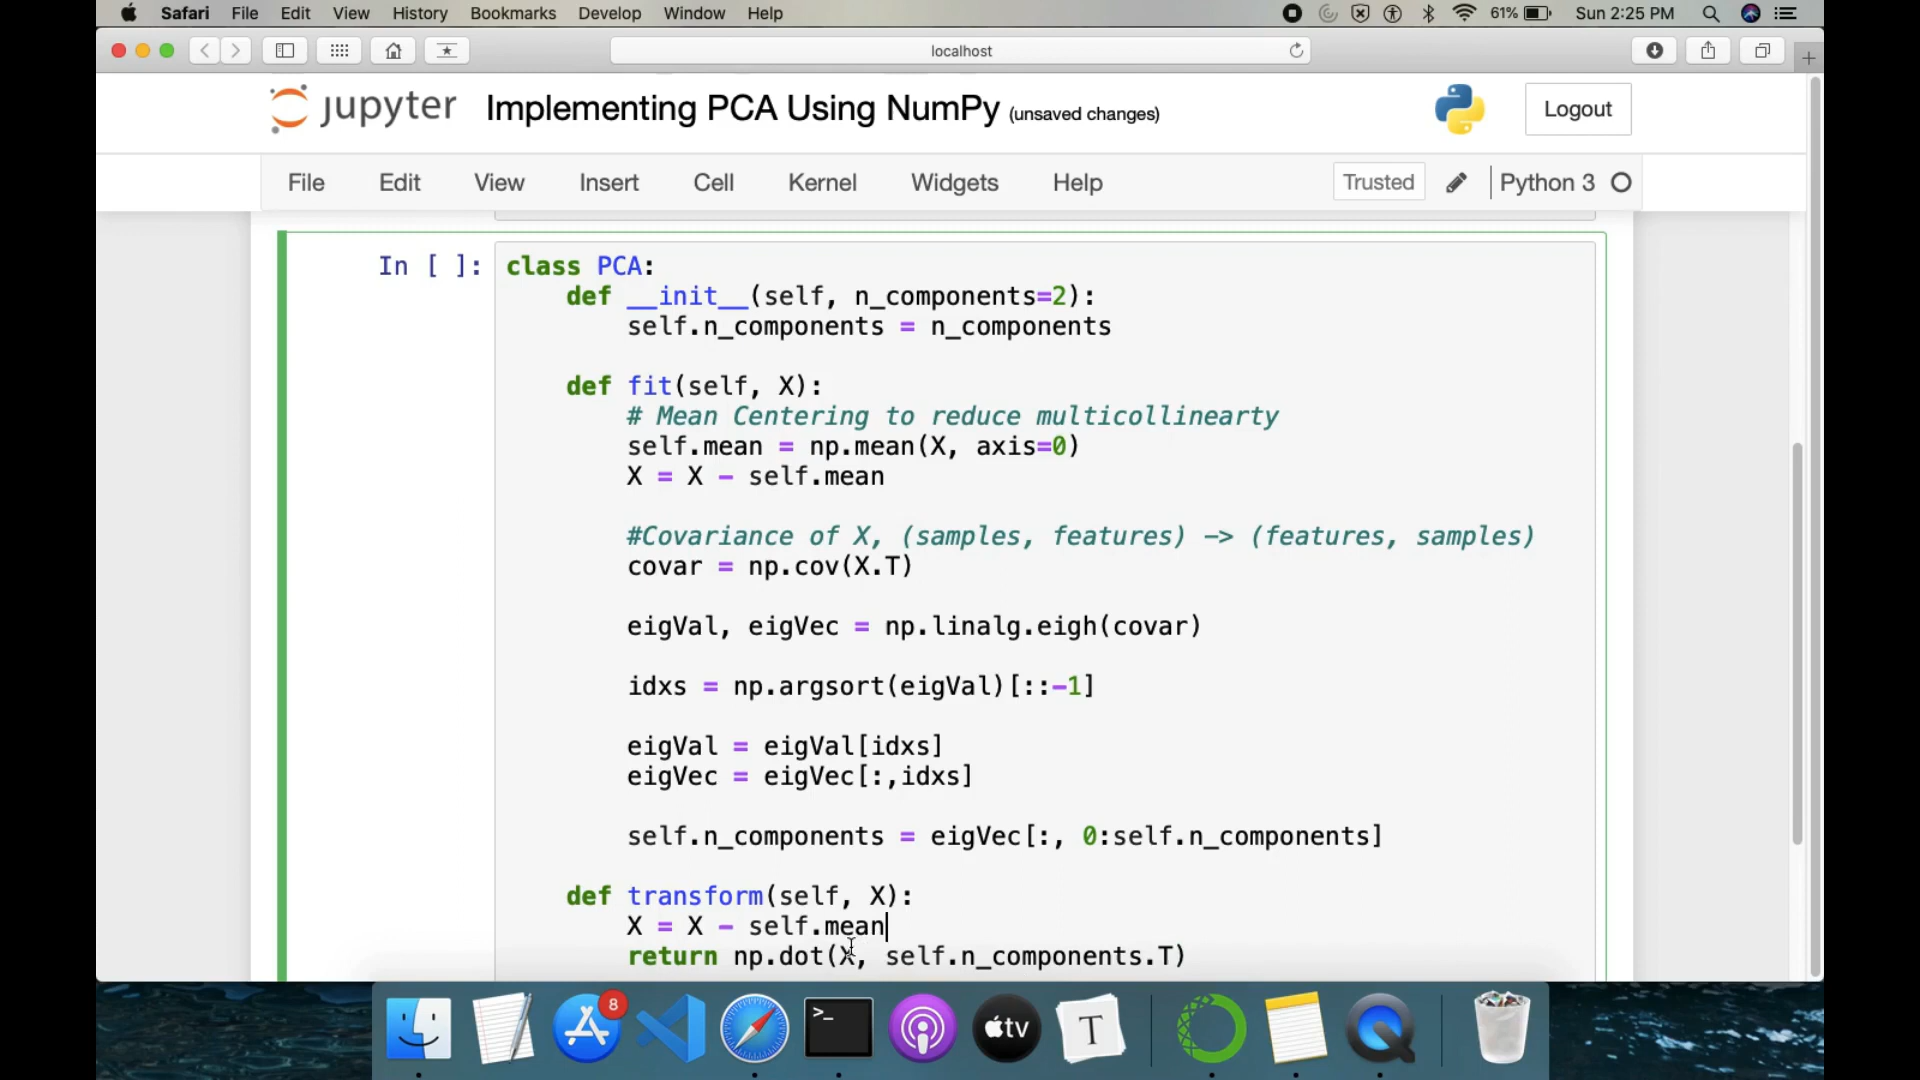 Safari File Edit View History Bookmarks Develop Window Help 61% Sun 2:25 PM
localhost
jupyter Implementing PCA Using NumPy (unsaved changes) Logout
File Edit View Insert Cell Kernel Widgets Help Trusted Python 3
In [ ]: class PCA:
def __init__(self, n_components=2):
self.n_components = n_components
def fit(self, X):
# Mean Centering to reduce multicollinearty
self.mean = np.mean(X, axis=0)
X = X - self.mean
#Covariance of X, (samples, features) -> (features, samples)
covar = np.cov(X.T)
eigVal, eigVec = np.linalg.eigh(covar)
idxs = np.argsort(eigVal)[::-1]
eigVal = eigVal[idxs]
eigVec = eigVec[:,idxs]
self.n_components = eigVec[:, 0:self.n_components]
def transform(self, X):
X = X - self.mean
return np.dot(X, self.n_components.T)
8
>_
tv
T